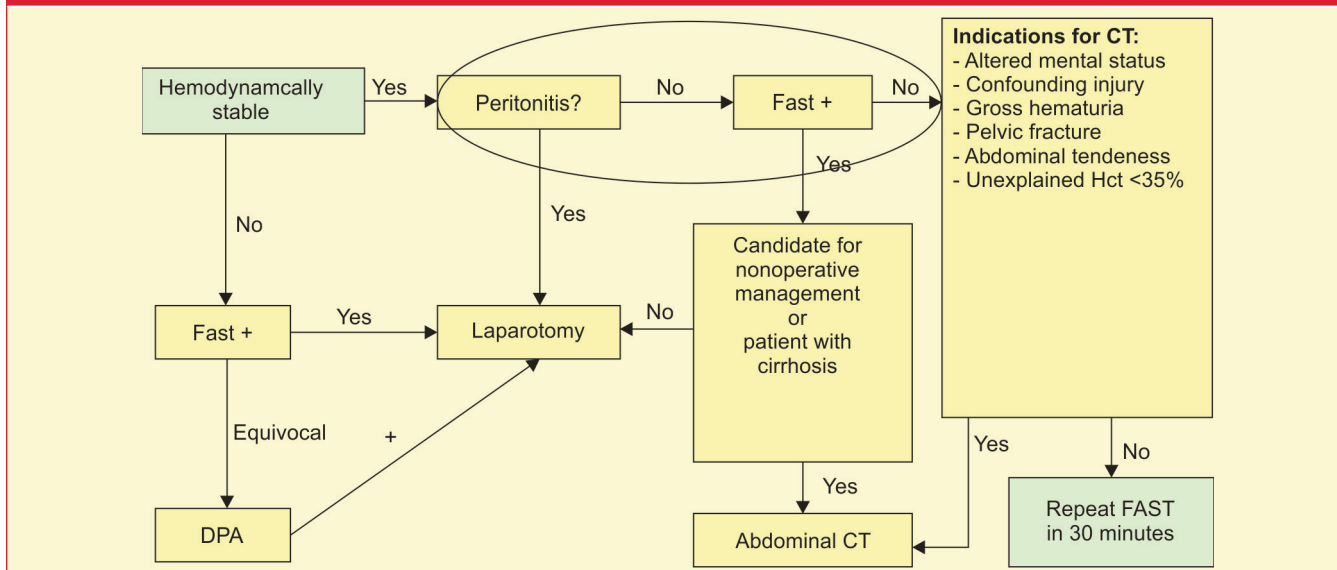 Hemodynamcally
stable
Yes
Peritonitis?
No
Fast +
No
Indications for CT:
- Altered mental status
- Confounding injury
- Gross hematuria
- Pelvic fracture
- Abdominal tendeness
- Unexplained Hct <35%
No
Yes
Yes
Candidate for
nonoperative
management
or
patient with
cirrhosis
Fast +
Yes
Laparotomy
No
Equivocal
+
Yes
Yes
No
DPA
Abdominal CT
Repeat FAST
in 30 minutes